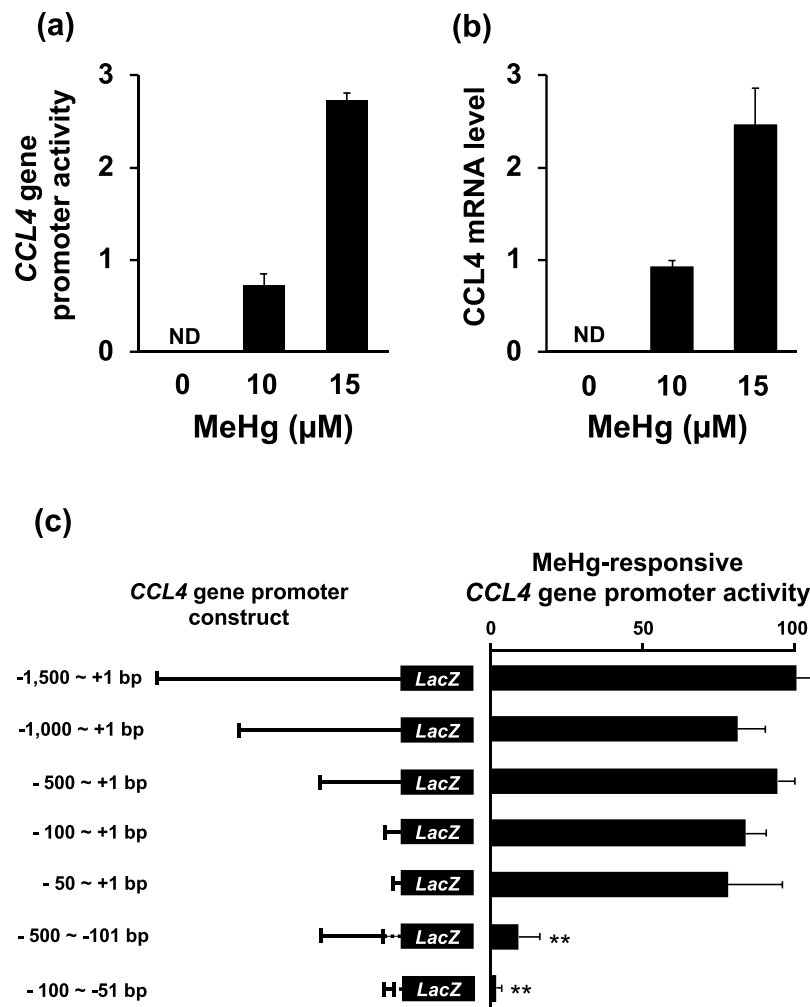 (a)
CCL4 gene
promoter activity
3
2
1
0
ND
0 10 15
MeHg (µM)
(b)
CCL4 mRNA level
3
2
1
0
ND
0 10 15
MeHg (µM)
(c)
CCL4 gene promoter
construct
MeHg-responsive
CCL4 gene promoter activity
0 50 100
-1,500 ~ +1 bp LacZ
-1,000 ~ +1 bp LacZ
- 500 ~ +1 bp LacZ
- 100 ~ +1 bp LacZ
- 50 ~ +1 bp LacZ
- 500 ~ -101 bp LacZ **
- 100 ~ -51 bp LacZ **